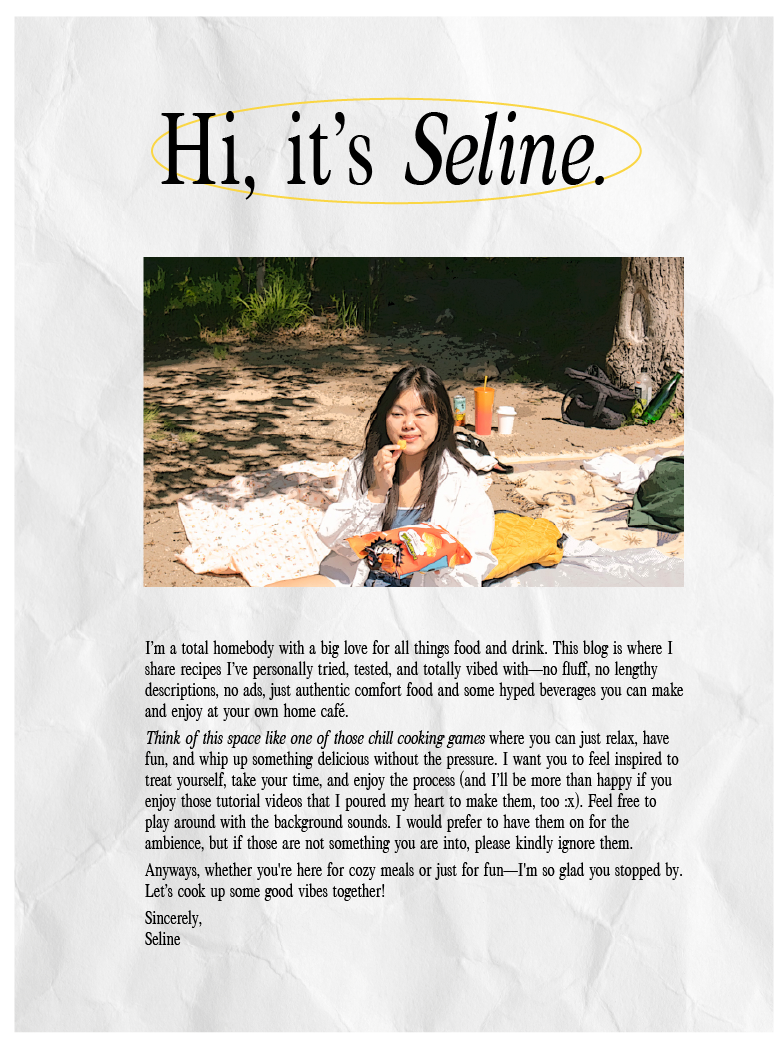 Hi, it’s Seline.
I’m a total homebody with a big love for all things food and drink. This blog is where I
share recipes I’ve personally tried, tested, and totally vibed with—no fluff, no lengthy
descriptions, no ads, just authentic comfort food and some hyped beverages you can make
and enjoy at your own home café.
Think of this space like one of those chill cooking games where you can just relax, have
fun, and whip up something delicious without the pressure. I want you to feel inspired to
treat yourself, take your time, and enjoy the process (and I’ll be more than happy if you
enjoy those tutorial videos that I poured my heart to make them, too :x). Feel free to
play around with the background sounds. I would prefer to have them on for the
ambience, but if those are not something you are into, please kindly ignore them.
Anyways, whether you're here for cozy meals or just for fun—I'm so glad you stopped by.
Let’s cook up some good vibes together!
Sincerely,
Seline